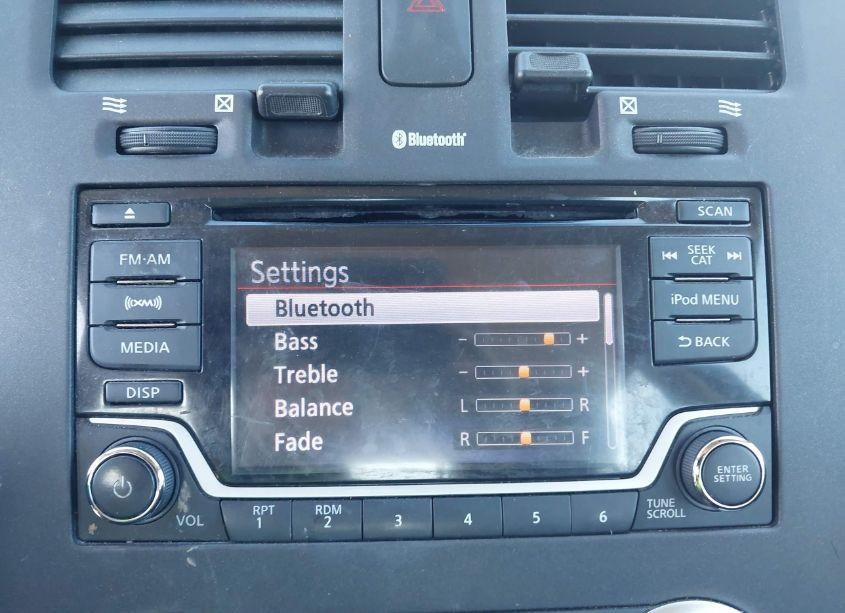 Bluetooth
SCAN
FM·AM
SEEK
CAT
Settings
((XM))
iPod MENU
Bluetooth
MEDIA
Bass - +
BACK
Treble - +
DISP
Balance L R
Fade R F
ENTER
SETTING
VOL
RPT
1
RDM
2
3
4
5
6
TUNE
SCROLL